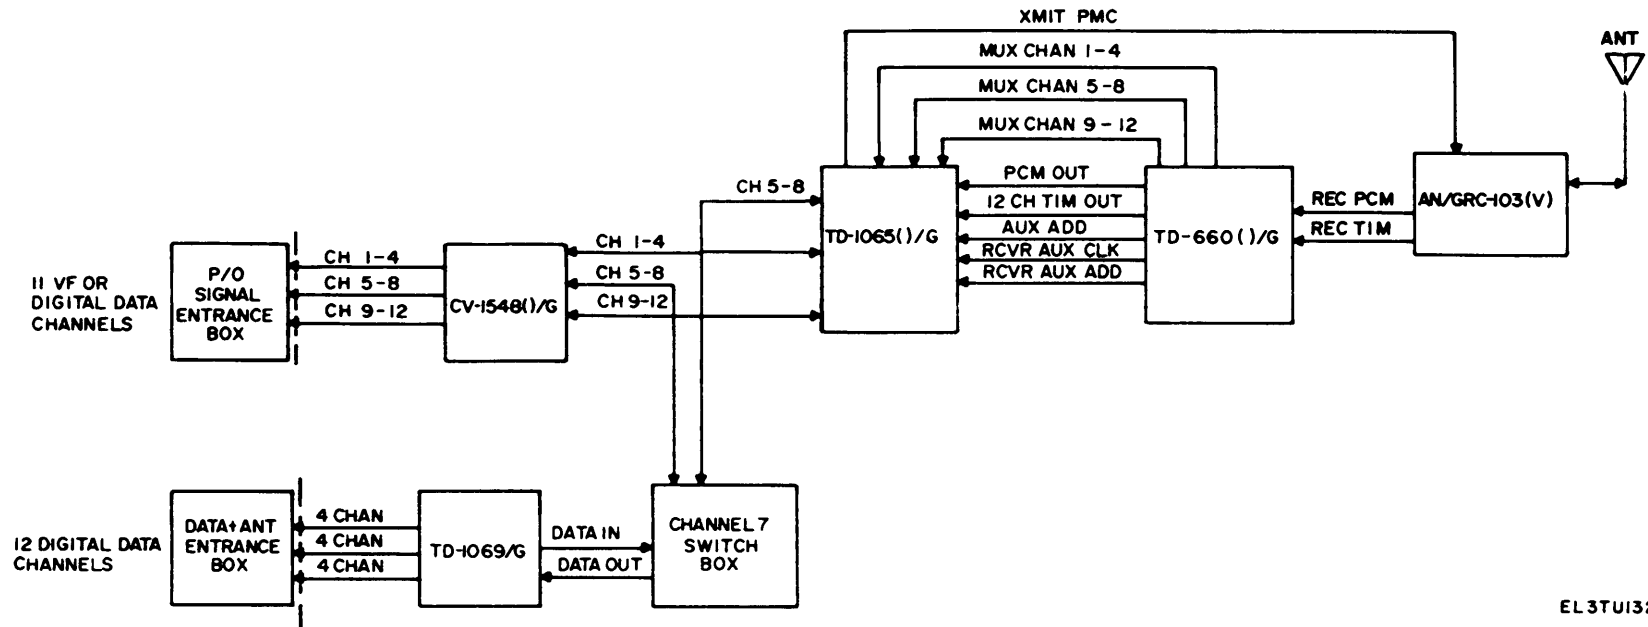 XMIT PMC
ANT
MUX CHAN 1-4
MUX CHAN 5-8
MUX CHAN 9-12
PCM OUT
12 CH TIM OUT
AUX ADD
RCVR AUX CLK
RCVR AUX ADD
REC PCM
REC TIM
AN/GRC-103(V)
TD-1065()/G
TD-660()/G
CH 5-8
CH 1-4
CH 5-8
CH 9-12
CV-1548()/G
CH 1-4
CH 5-8
CH 9-12
P/O
SIGNAL
ENTRANCE
BOX
11 VF OR
DIGITAL DATA
CHANNELS
12 DIGITAL DATA
CHANNELS
DATA+ANT
ENTRANCE
BOX
4 CHAN
4 CHAN
4 CHAN
TD-1069/G
DATA IN
DATA OUT
CHANNEL 7
SWITCH
BOX
EL3TU132